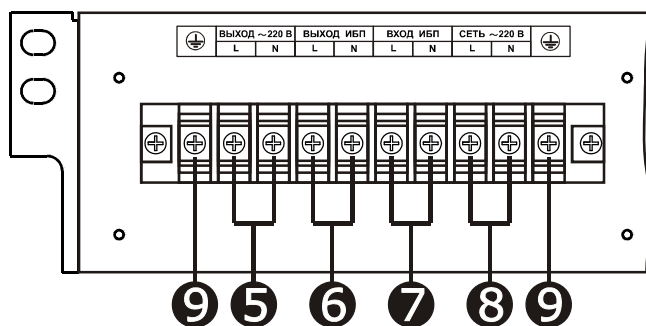 ВЫХОД ~220 В ВЫХОД ИБП ВХОД ИБП СЕТЬ ~220 В
L N L N L N L N
9 5 6 7 8 9